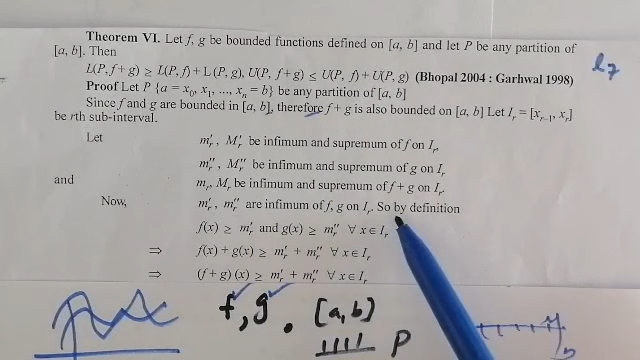 Theorem VI. Let f, g be bounded functions defined on [a, b] and let P be any partition of
[a, b]. Then
L(P, f + g) ≥ L(P, f) + L (P, g), U(P, f + g) ≤ U(P, f) + U(P, g) (Bhopal 2004 : Garhwal 1998)
Proof Let P {a = x₀, x₁, ..., xₙ = b} be any partition of [a, b]
Since f and g are bounded in [a, b], therefore f + g is also bounded on [a, b] Let Iᵣ = [xᵣ₋₁, xᵣ]
be rth sub-interval.
Let m′ᵣ, M′ᵣ be infimum and supremum of f on Iᵣ
m″ᵣ, M″ᵣ be infimum and supremum of g on Iᵣ
and mᵣ, Mᵣ be infimum and supremum of f + g on Iᵣ
Now, m′ᵣ, m″ᵣ are infimum of f, g on Iᵣ. So by definition
f(x) ≥ m′ᵣ and g(x) ≥ m″ᵣ ∀ x ∈ Iᵣ
⇒ f(x) + g(x) ≥ m′ᵣ + m″ᵣ ∀ x ∈ Iᵣ
⇒ (f + g) (x) ≥ m′ᵣ + m″ᵣ ∀ x ∈ Iᵣ
f, g . [a, b]
P